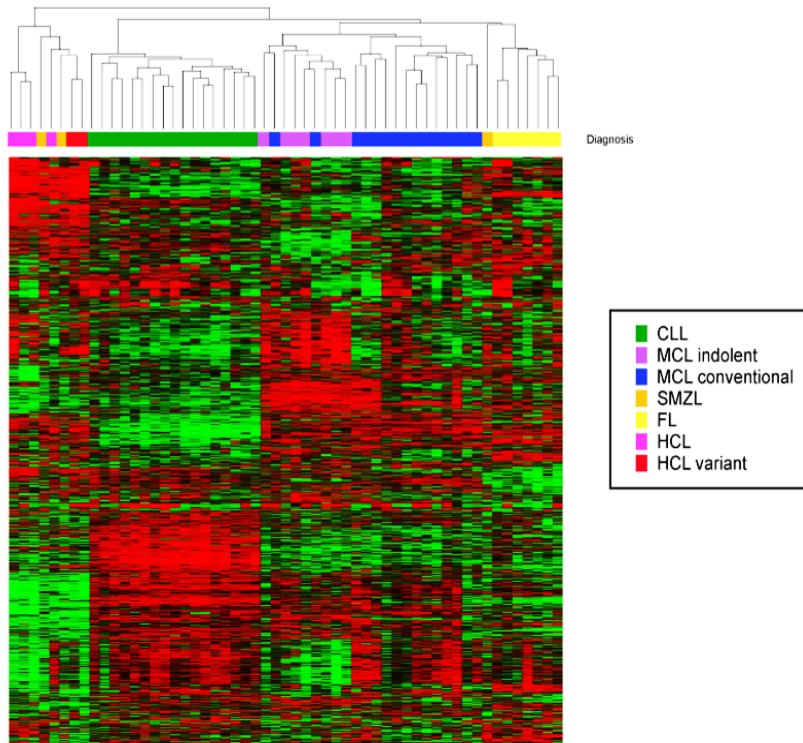 Diagnosis
CLL
MCL indolent
MCL conventional
SMZL
FL
HCL
HCL variant